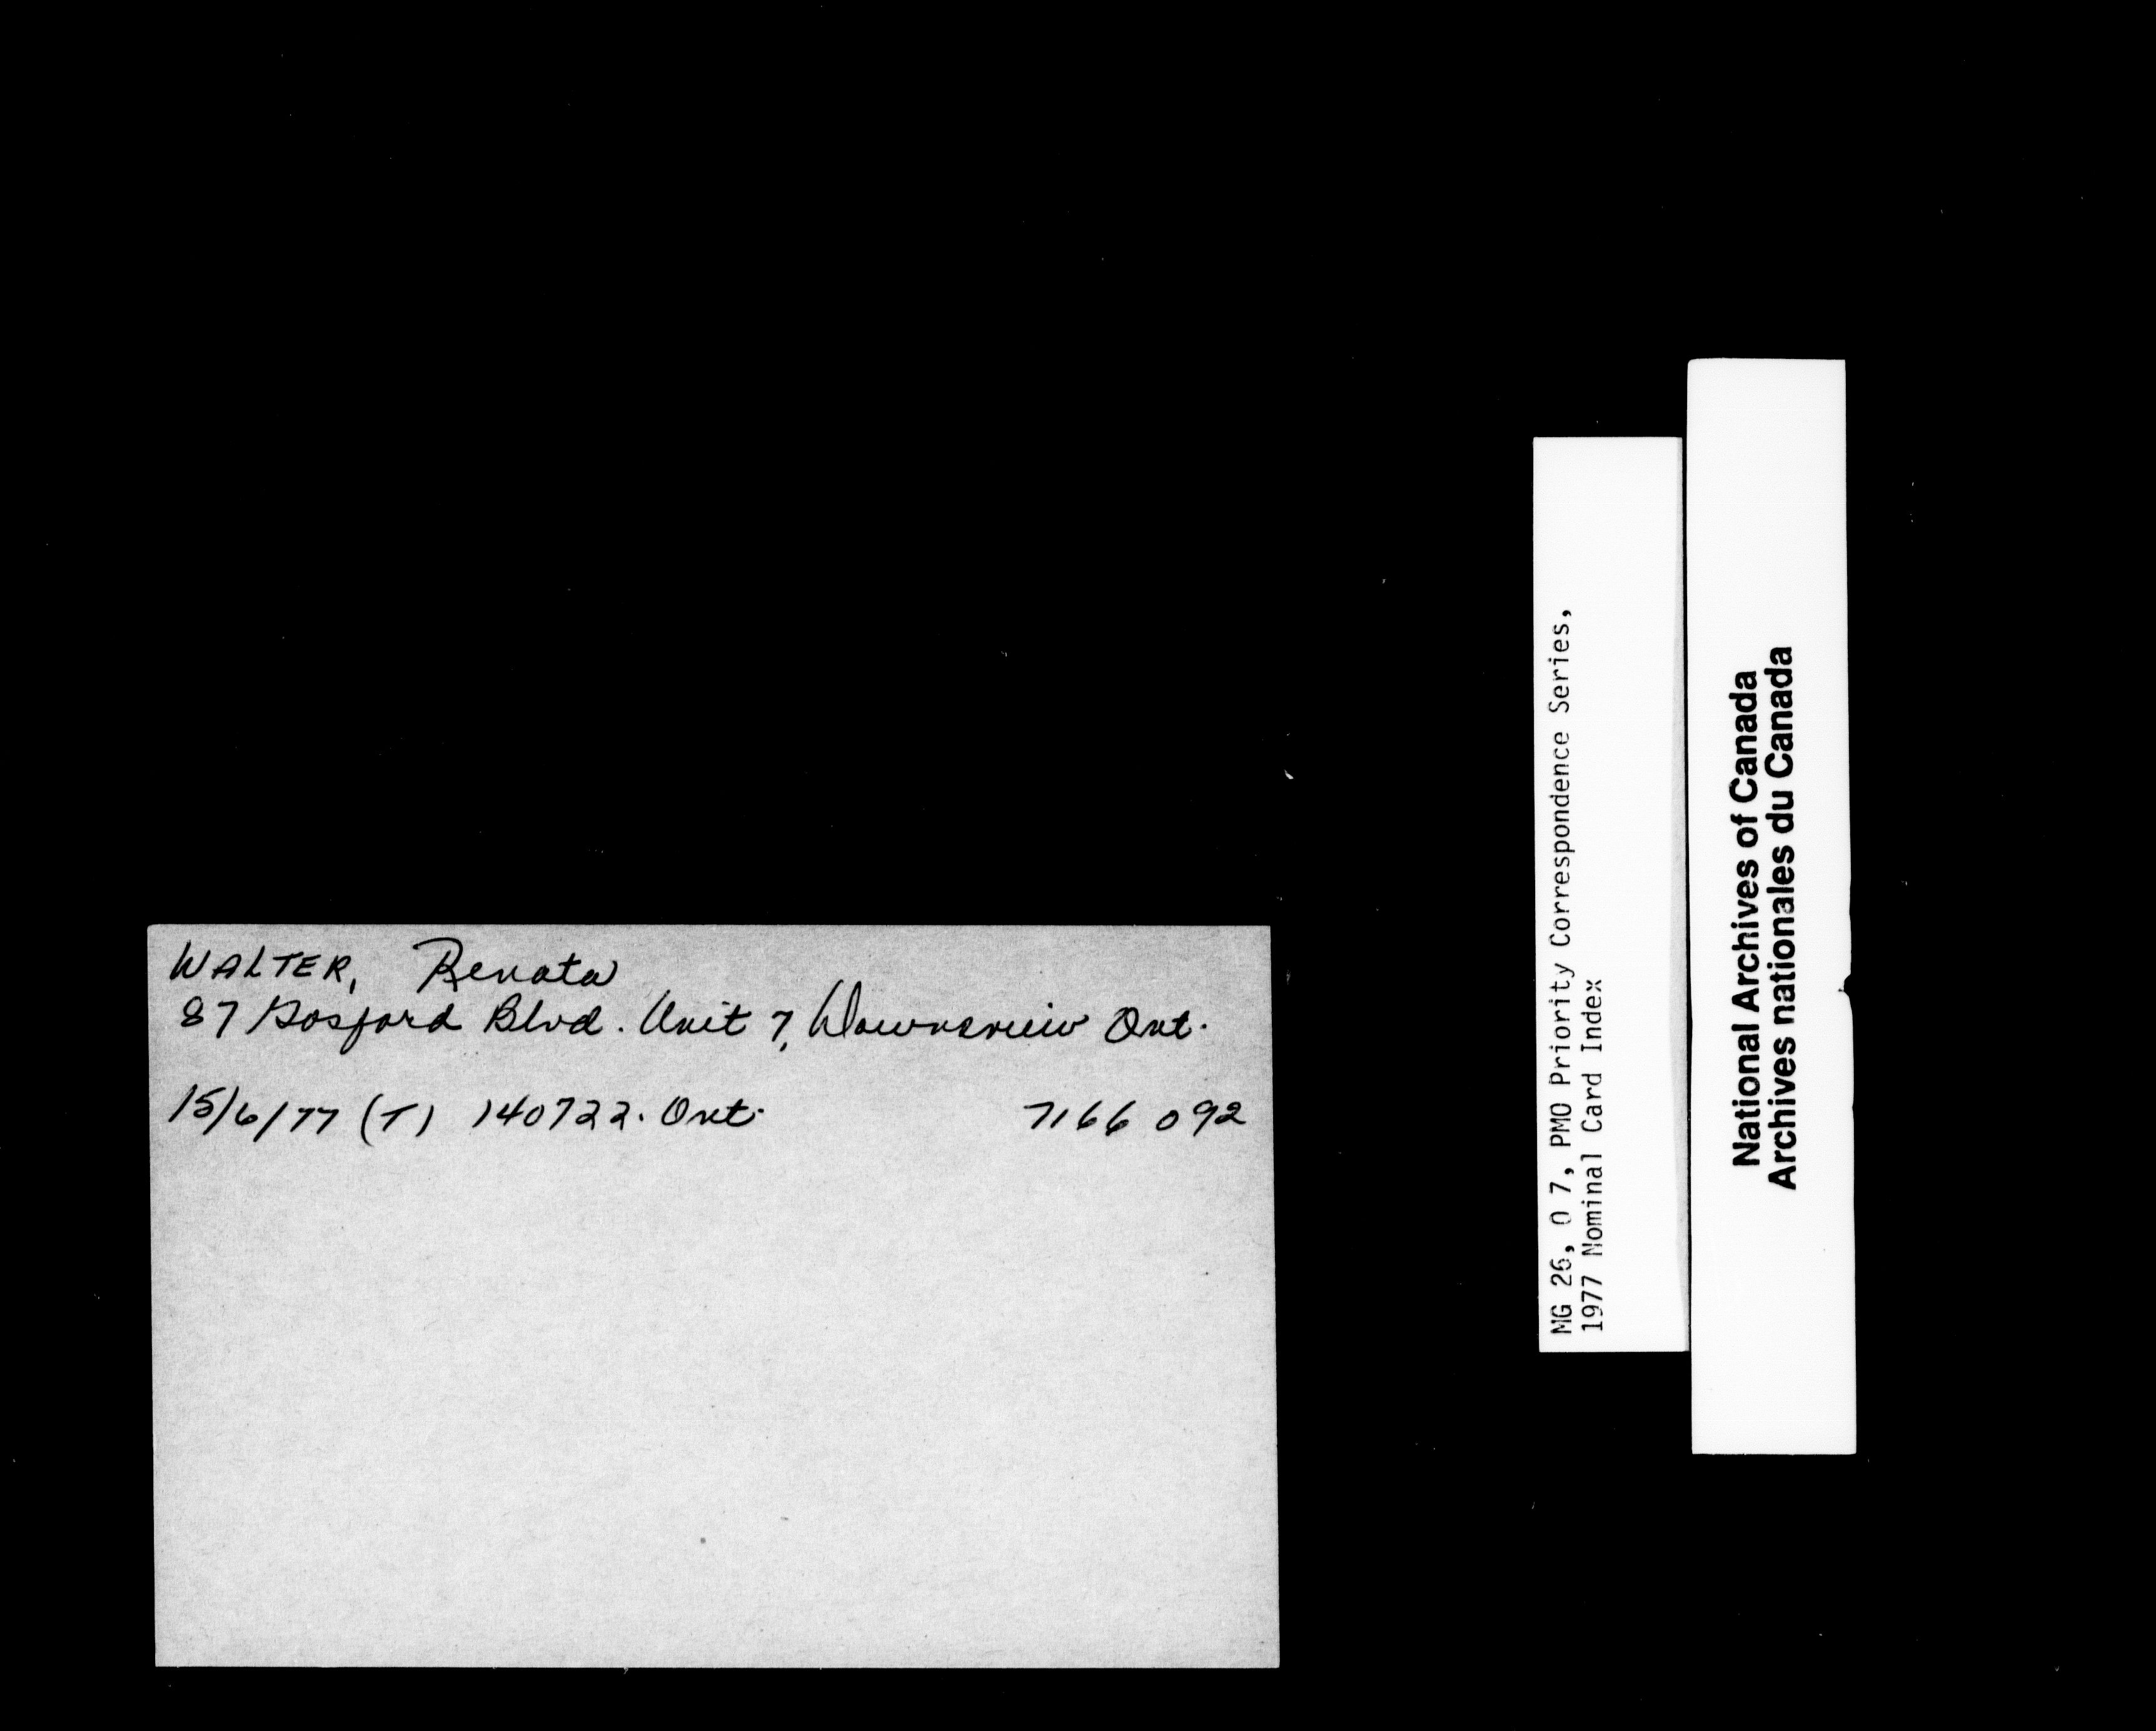 WALTER, Renata
87 Gosford Blvd. Unit 7, Downsview Ont.
15/6/77 (T) 140722. Ont. 7166 092
MG 26, O 7, PMO Priority Correspondence Series,
1977 Nominal Card Index
National Archives of Canada
Archives nationales du Canada